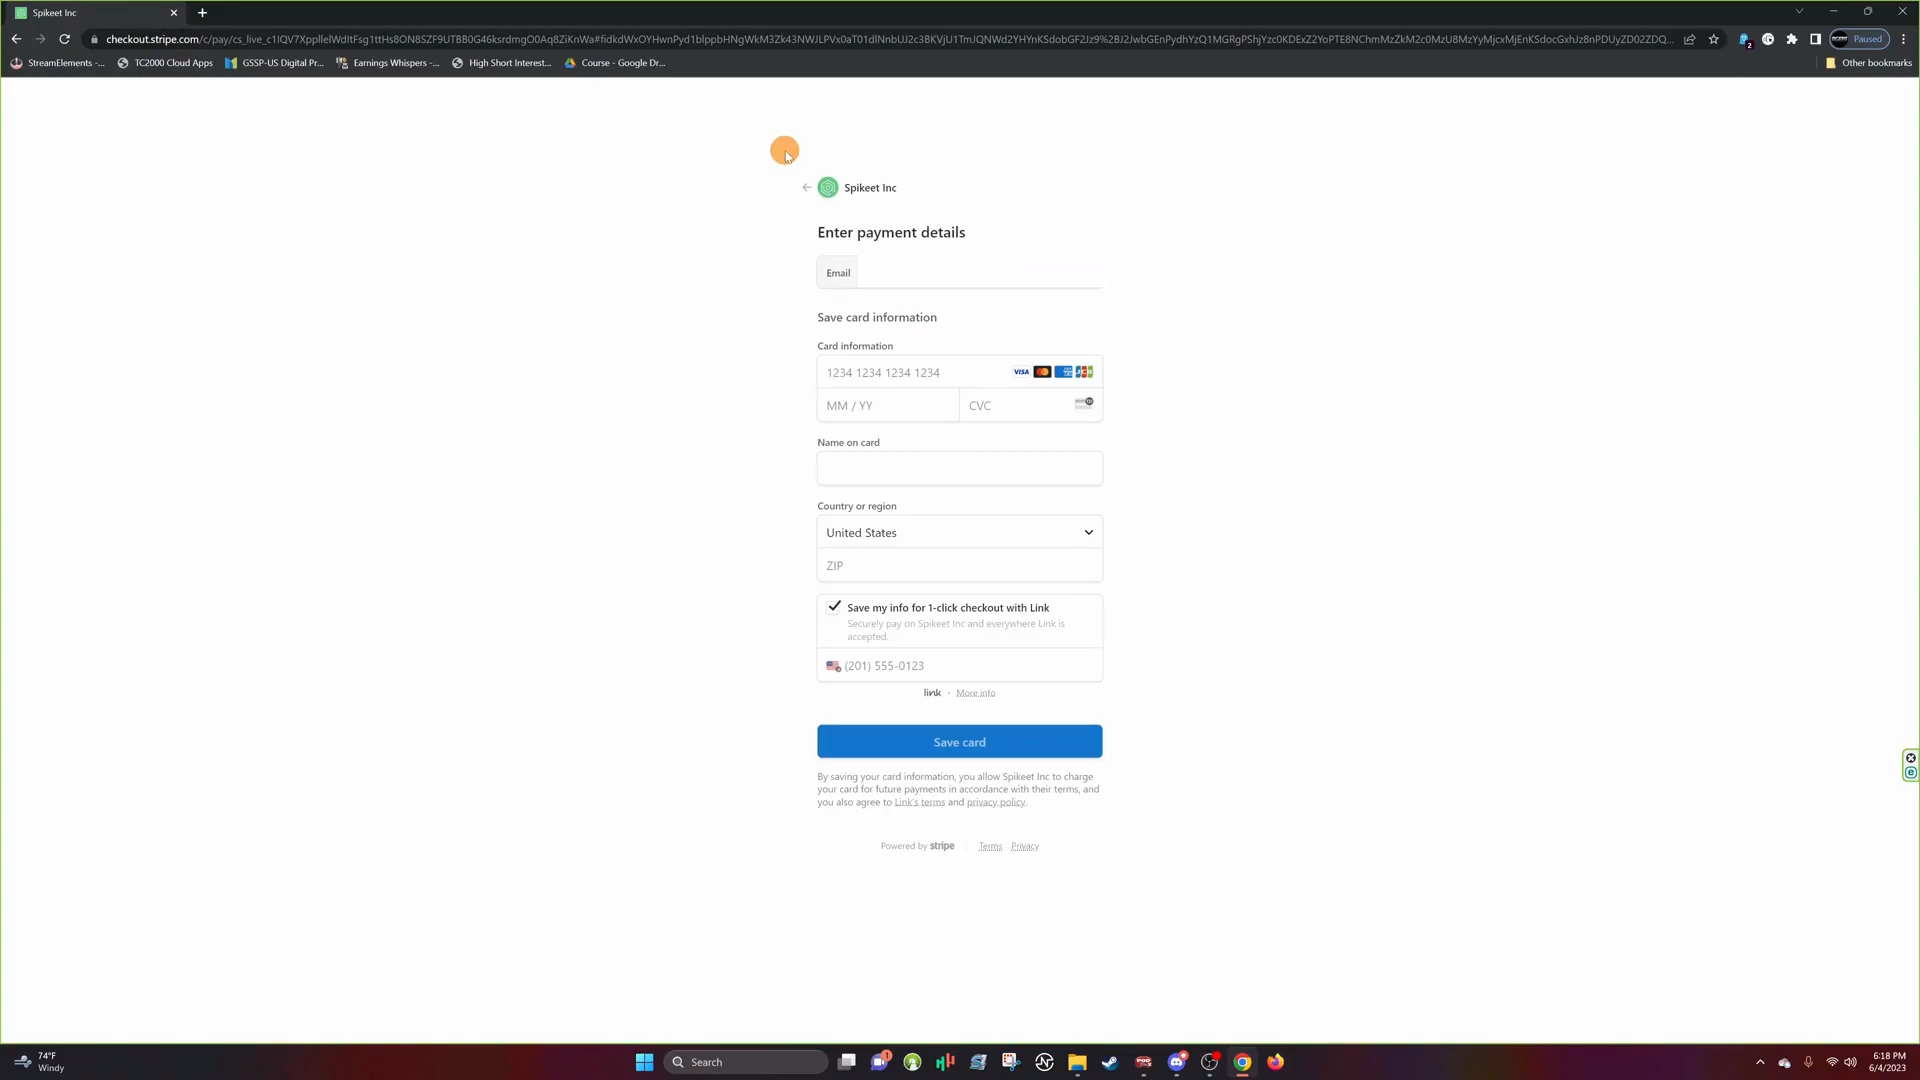 Spikeet Inc
checkout.stripe.com
Paused
StreamElements -...
TC2000 Cloud Apps
GSSP-US Digital Pr...
Earnings Whispers -...
High Short Interest...
Course - Google Dr...
Other bookmarks
Spikeet Inc
Enter payment details
Email
Save card information
Card information
1234 1234 1234 1234
VISA
MM / YY
CVC
Name on card
Country or region
United States
ZIP
Save my info for 1-click checkout with Link
Securely pay on Spikeet Inc and everywhere Link is
accepted.
(201) 555-0123
link • More info
Save card
By saving your card information, you allow Spikeet Inc to charge
your card for future payments in accordance with their terms, and
you also agree to Link's terms and privacy policy.
Powered by stripe
Terms Privacy
74°F
Windy
Search
6:18 PM
6/4/2023